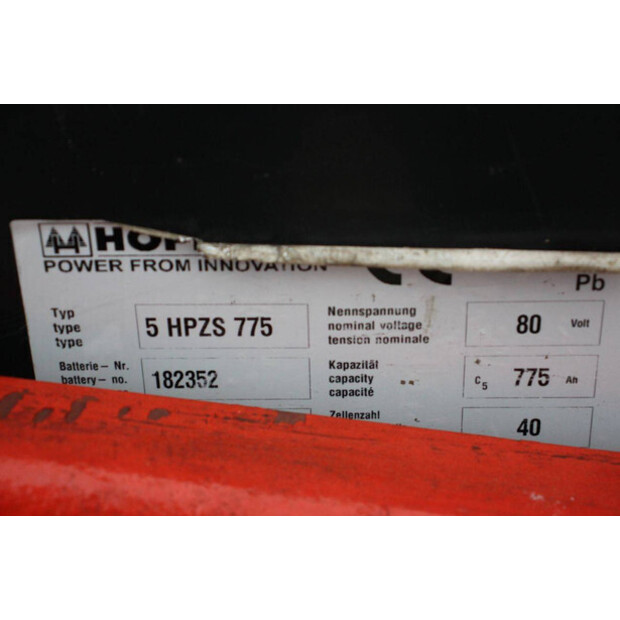 HOPP
POWER FROM INNOVATION
Pb
Typ
type
type
5 HPZS 775
Nennspannung
nominal voltage
tension nominale
80 Volt
Batterie – Nr.
battery – no.
182352
Kapazität
capacity
capacité
C5 775 Ah
Zellenzahl
40